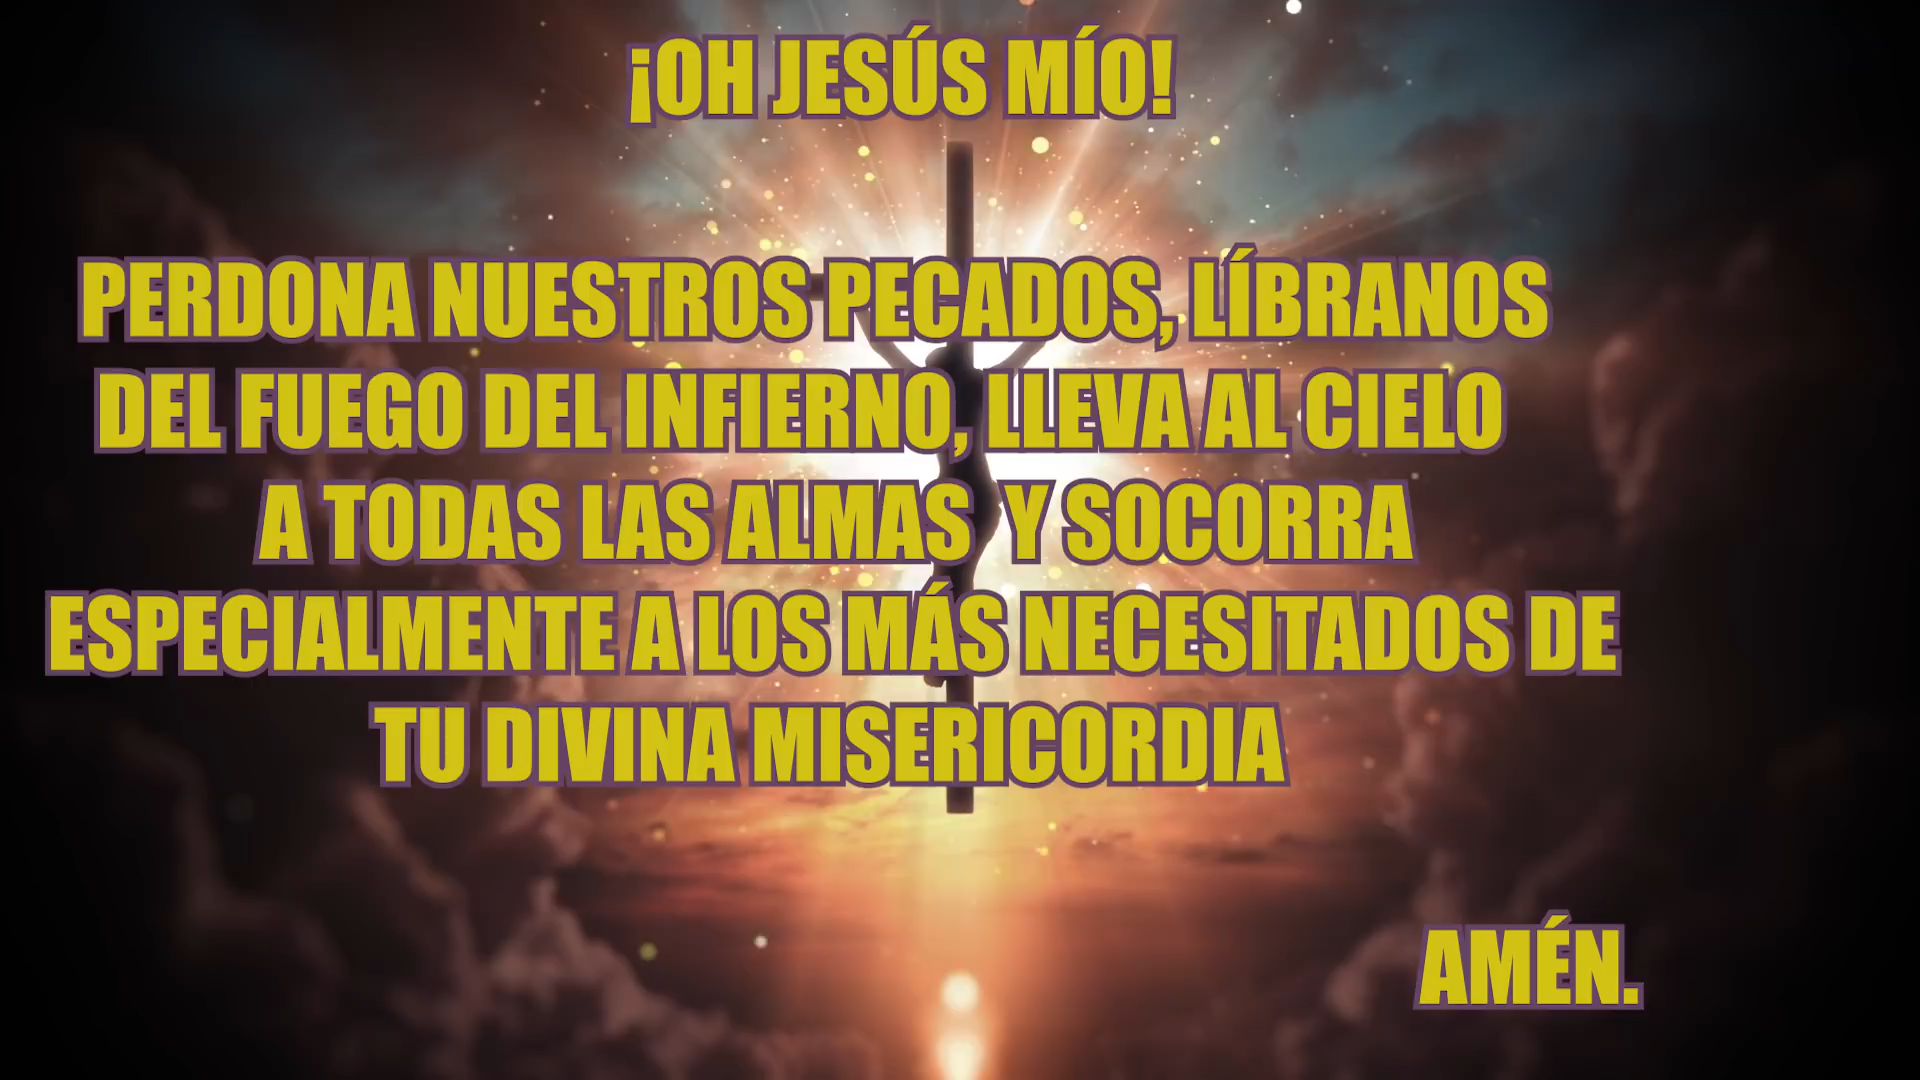 ¡OH JESÚS MÍO!
PERDONA NUESTROS PECADOS, LÍBRANOS
DEL FUEGO DEL INFIERNO, LLEVA AL CIELO
A TODAS LAS ALMAS Y SOCORRA
ESPECIALMENTE A LOS MÁS NECESITADOS DE
TU DIVINA MISERICORDIA
AMÉN.